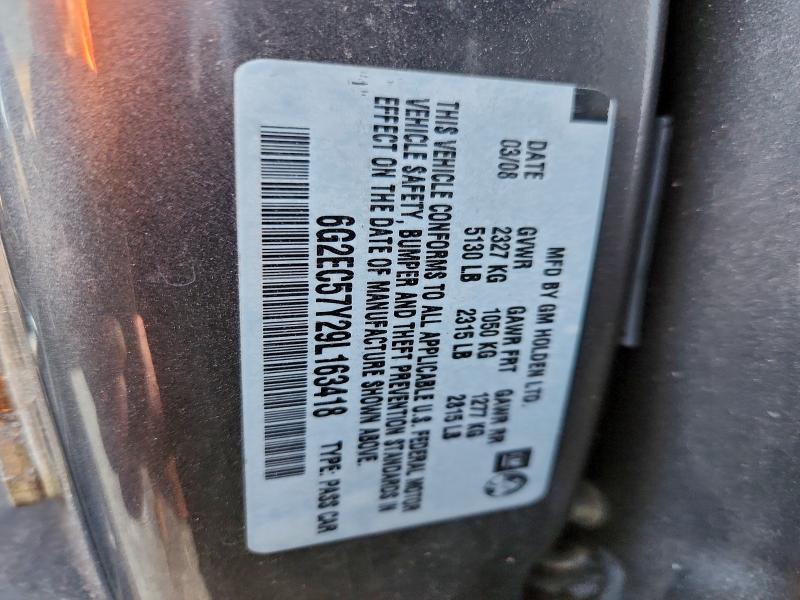 MFD BY GM HOLDEN LTD.
DATE GVWR GAWR FRT GAWR RR
03/08 2327 KG 1050 KG 1277 KG
5130 LB 2315 LB 2815 LB
THIS VEHICLE CONFORMS TO ALL APPLICABLE U.S. FEDERAL MOTOR
VEHICLE SAFETY, BUMPER AND THEFT PREVENTION STANDARDS IN
EFFECT ON THE DATE OF MANUFACTURE SHOWN ABOVE.
6G2EC57Y29L163418 TYPE: PASS CAR